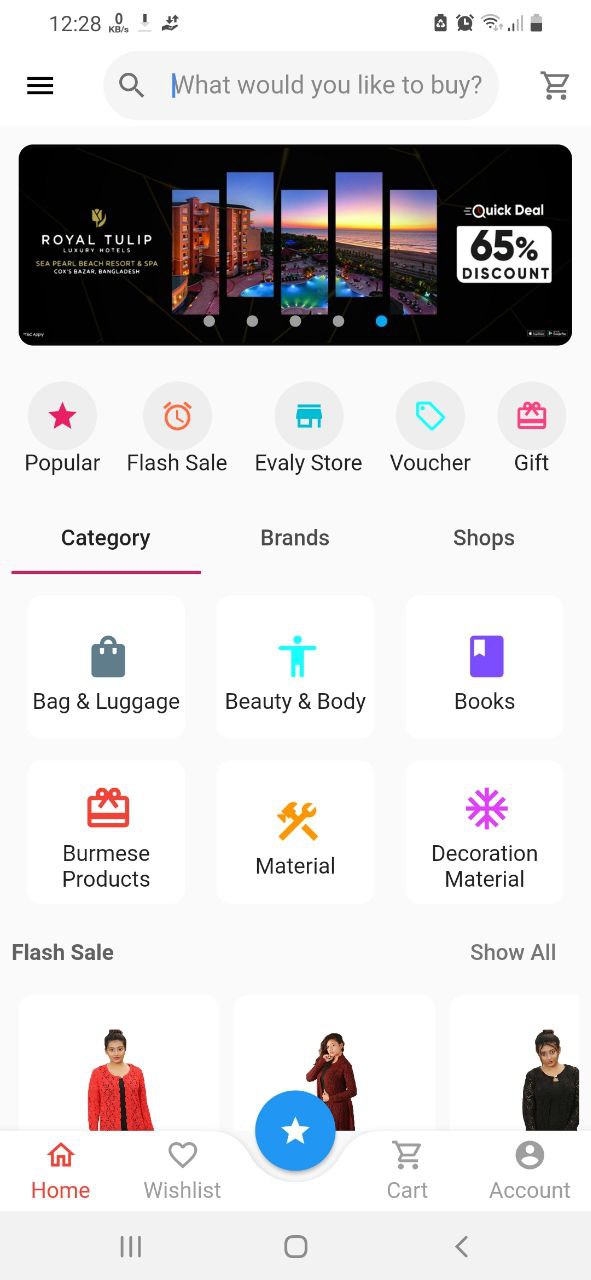 12:28
0
KB/s
What would you like to buy?
ROYAL TULIP
LUXURY HOTELS
SEA PEARL BEACH RESORT & SPA
COX'S BAZAR, BANGLADESH
Quick Deal
65%
DISCOUNT
Popular
Flash Sale
Evaly Store
Voucher
Gift
Category
Brands
Shops
Bag & Luggage
Beauty & Body
Books
Burmese
Products
Material
Decoration
Material
Flash Sale
Show All
Home
Wishlist
Cart
Account